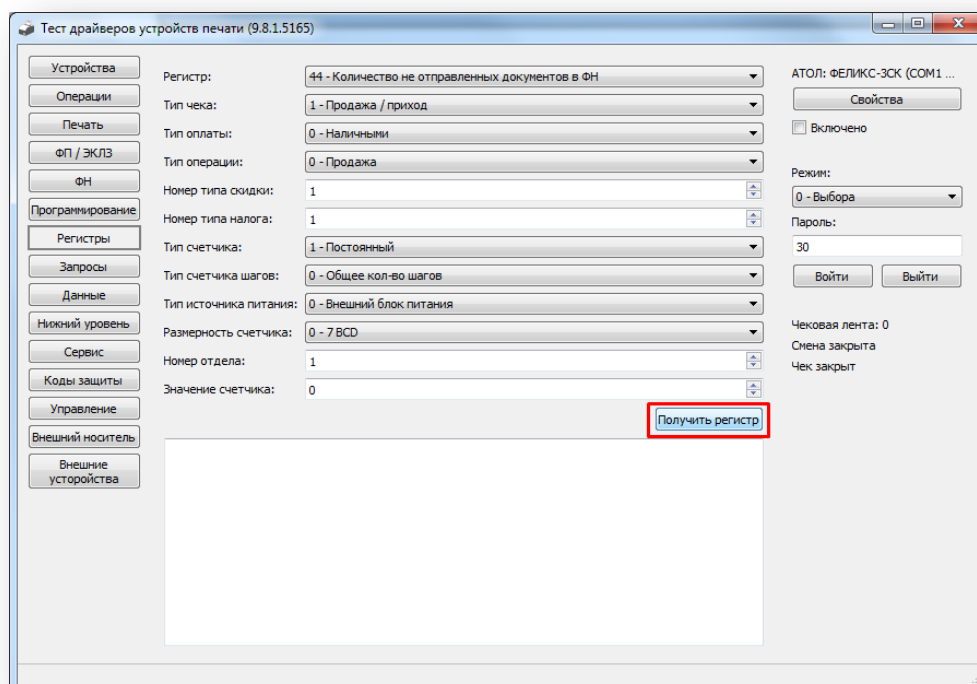 Тест драйверов устройств печати (9.8.1.5165)
Устройства
Операции
Печать
ФП / ЭКЛЗ
ФН
Программирование
Регистры
Запросы
Данные
Нижний уровень
Сервис
Коды защиты
Управление
Внешний носитель
Внешние
усторойства
Регистр: 44 - Количество не отправленных документов в ФН
Тип чека: 1 - Продажа / приход
Тип оплаты: 0 - Наличными
Тип операции: 0 - Продажа
Номер типа скидки: 1
Номер типа налога: 1
Тип счетчика: 1 - Постоянный
Тип счетчика шагов: 0 - Общее кол-во шагов
Тип источника питания: 0 - Внешний блок питания
Размерность счетчика: 0 - 7 BCD
Номер отдела: 1
Значение счетчика: 0
Получить регистр
АТОЛ: ФЕЛИКС-3СК (COM1 ...
Свойства
Включено
Режим:
0 - Выбора
Пароль:
30
Войти Выйти
Чековая лента: 0
Смена закрыта
Чек закрыт